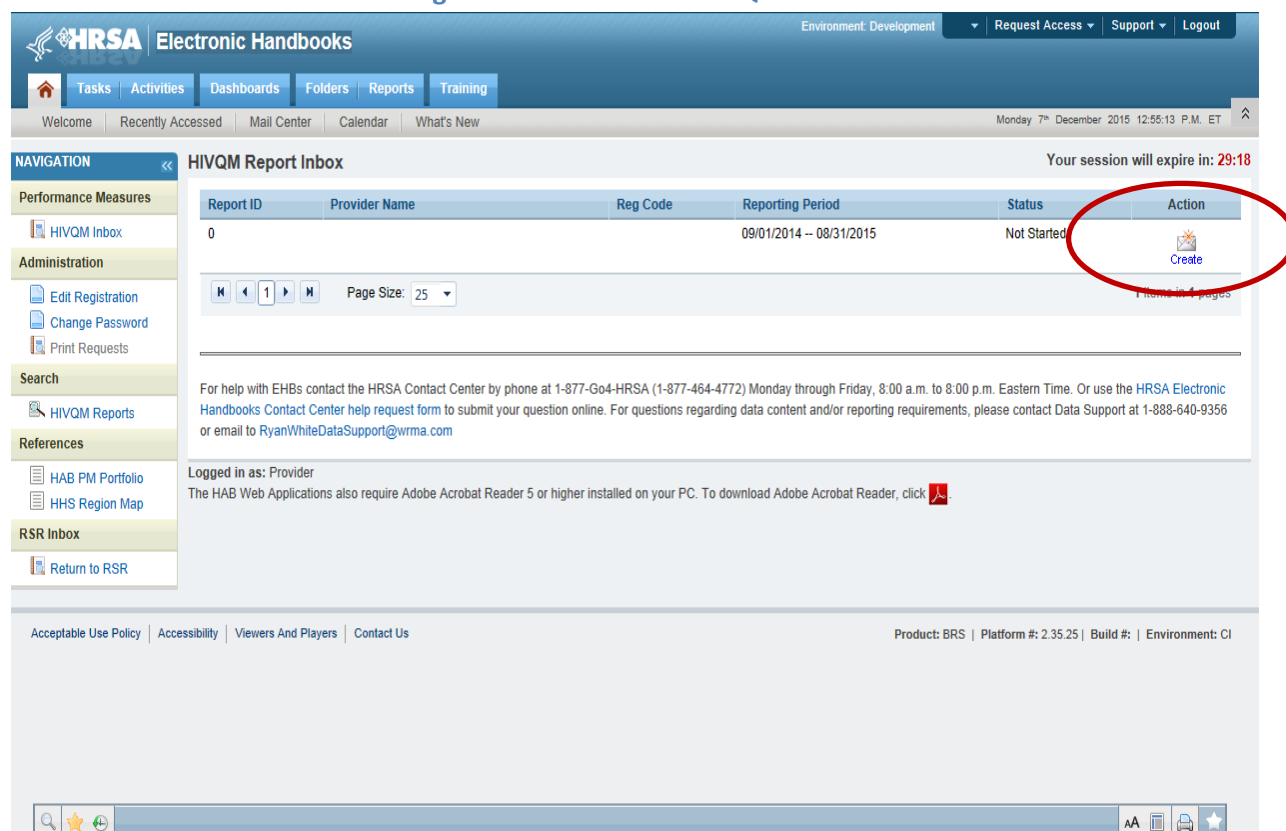 HRSA Electronic Handbooks
Environment: Development
Request Access
Support
Logout
Tasks
Activities
Dashboards
Folders
Reports
Training
Welcome
Recently Accessed
Mail Center
Calendar
What's New
Monday 7th December 2015 12:55:13 P.M. ET
NAVIGATION
HIVQM Report Inbox
Your session will expire in: 29:18
Performance Measures
HIVQM Inbox
Administration
Edit Registration
Change Password
Print Requests
Search
HIVQM Reports
References
HAB PM Portfolio
HHS Region Map
RSR Inbox
Return to RSR
Report ID Provider Name Reg Code Reporting Period Status Action
0 09/01/2014 -- 08/31/2015 Not Started Create
1 Page Size: 25
1 items in 1 pages
For help with EHBs contact the HRSA Contact Center by phone at 1-877-Go4-HRSA (1-877-464-4772) Monday through Friday, 8:00 a.m. to 8:00 p.m. Eastern Time. Or use the HRSA Electronic
Handbooks Contact Center help request form to submit your question online. For questions regarding data content and/or reporting requirements, please contact Data Support at 1-888-640-9356
or email to RyanWhiteDataSupport@wrma.com
Logged in as: Provider
The HAB Web Applications also require Adobe Acrobat Reader 5 or higher installed on your PC. To download Adobe Acrobat Reader, click .
Acceptable Use Policy | Accessibility | Viewers And Players | Contact Us
Product: BRS | Platform #: 2.35.25 | Build #: | Environment: CI
AA